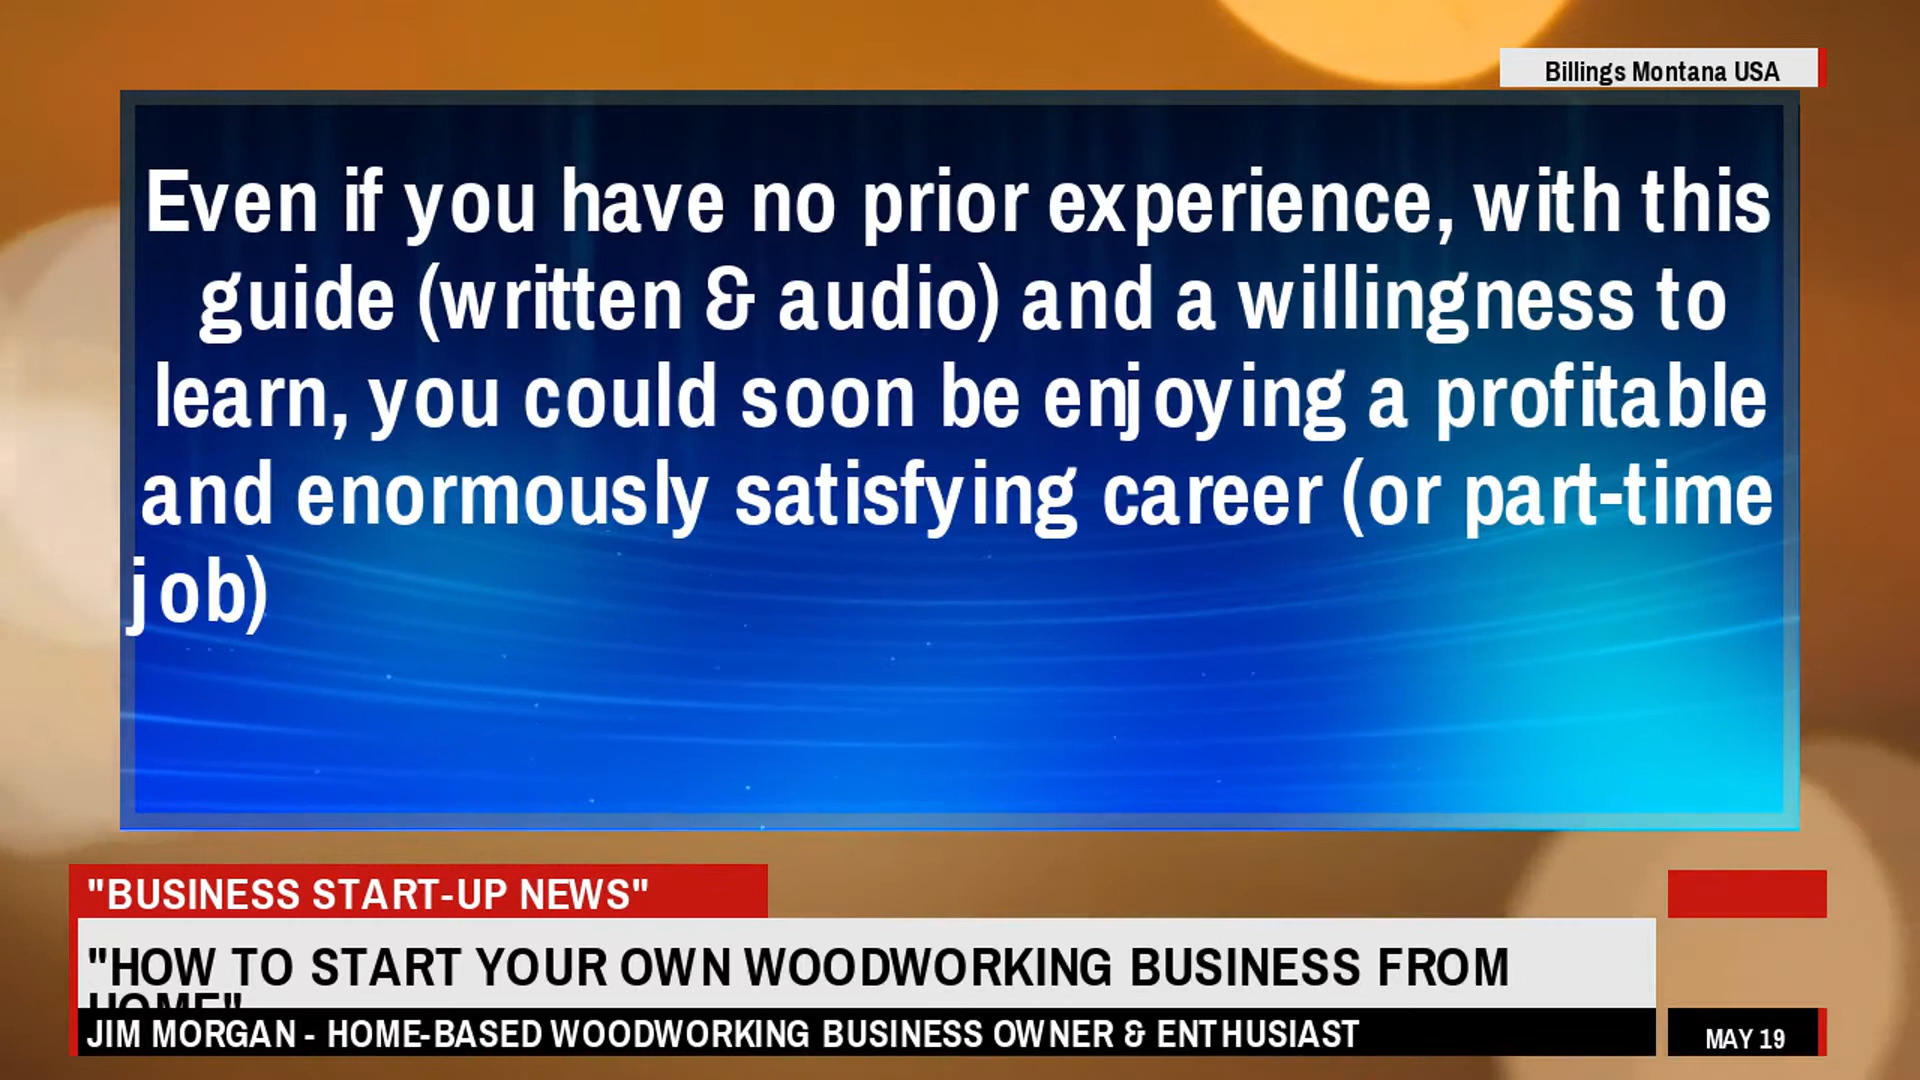 Billings Montana USA
Even if you have no prior experience, with this
guide (written & audio) and a willingness to
learn, you could soon be enjoying a profitable
and enormously satisfying career (or part-time
job)
"BUSINESS START-UP NEWS"
"HOW TO START YOUR OWN WOODWORKING BUSINESS FROM
HOME"
JIM MORGAN - HOME-BASED WOODWORKING BUSINESS OWNER & ENTHUSIAST
MAY 19